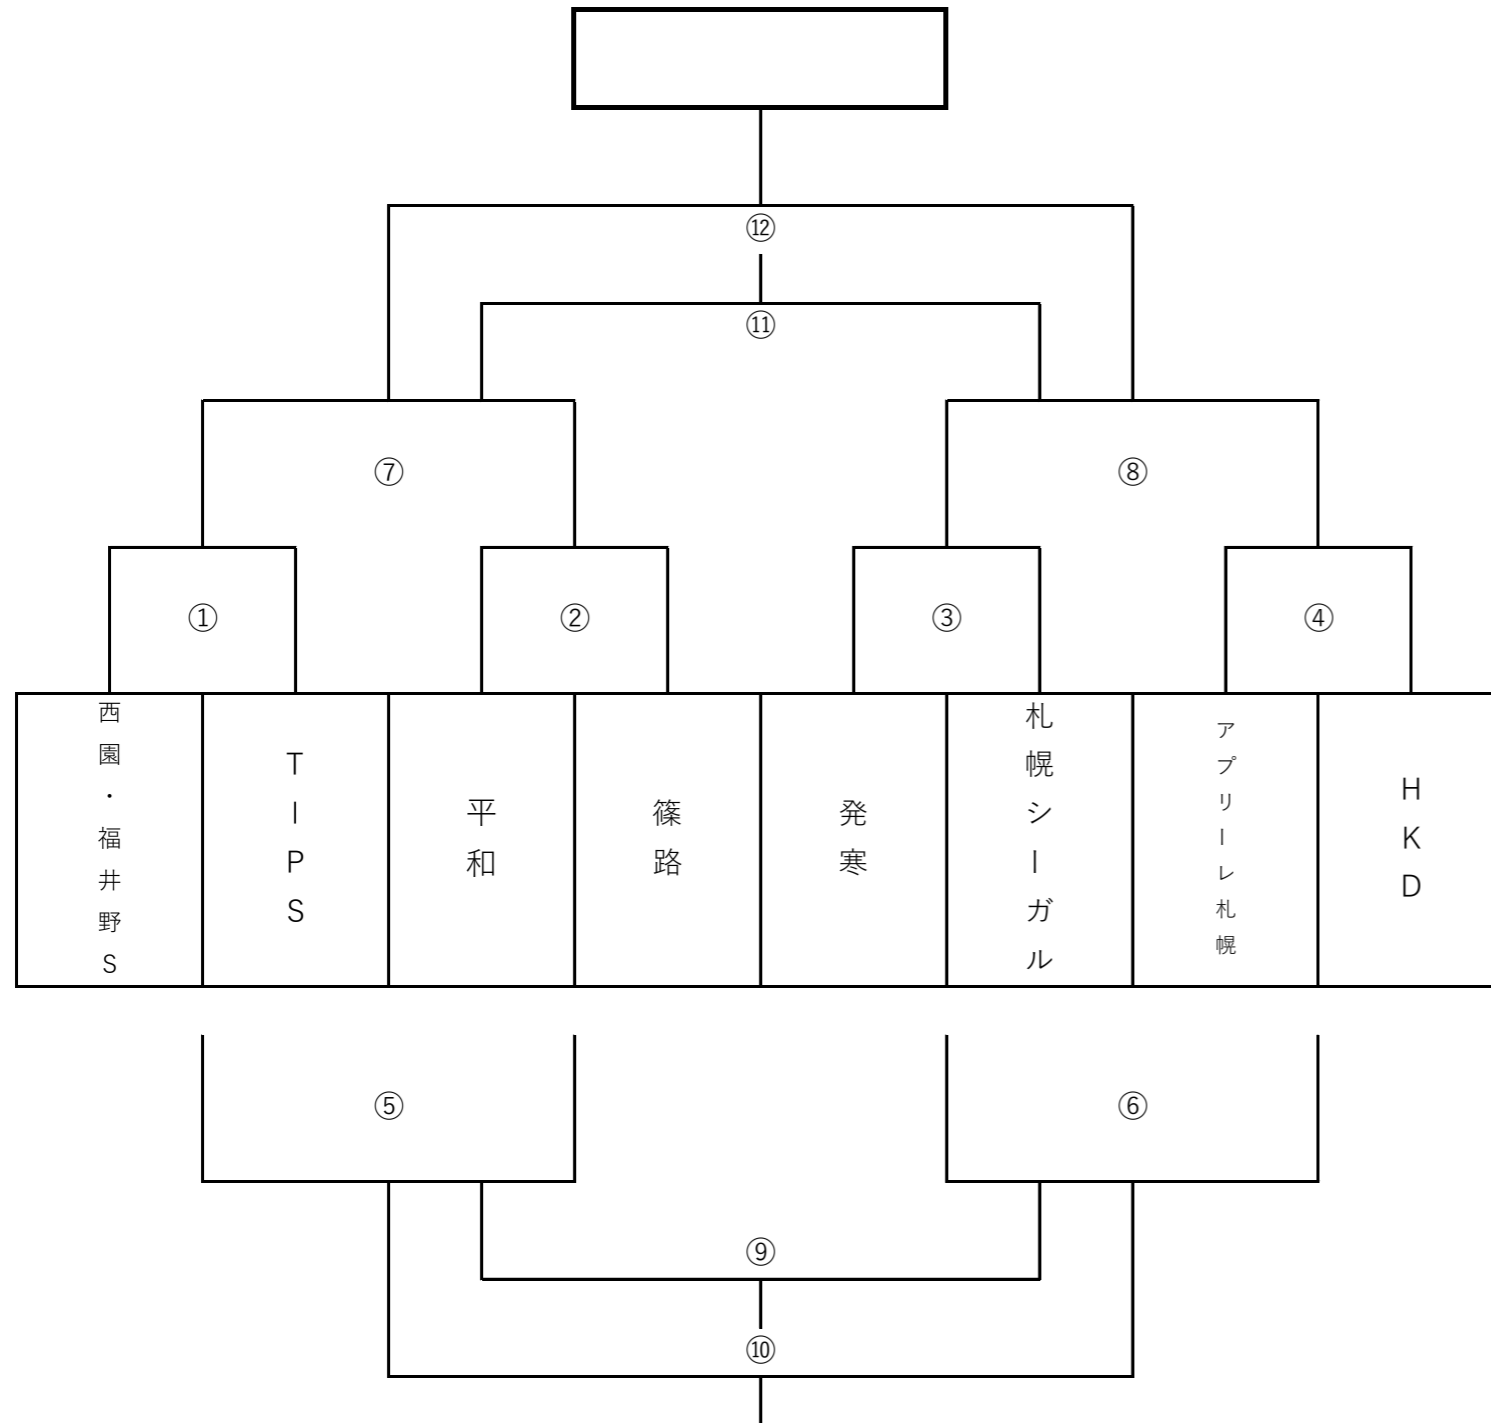 ⑫
⑪
⑦
⑧
①
②
③
④
西園・福井野S
TIPS
平和
篠路
発寒
札幌シーガル
アプリーレ札幌
HKD
⑤
⑥
⑨
⑩